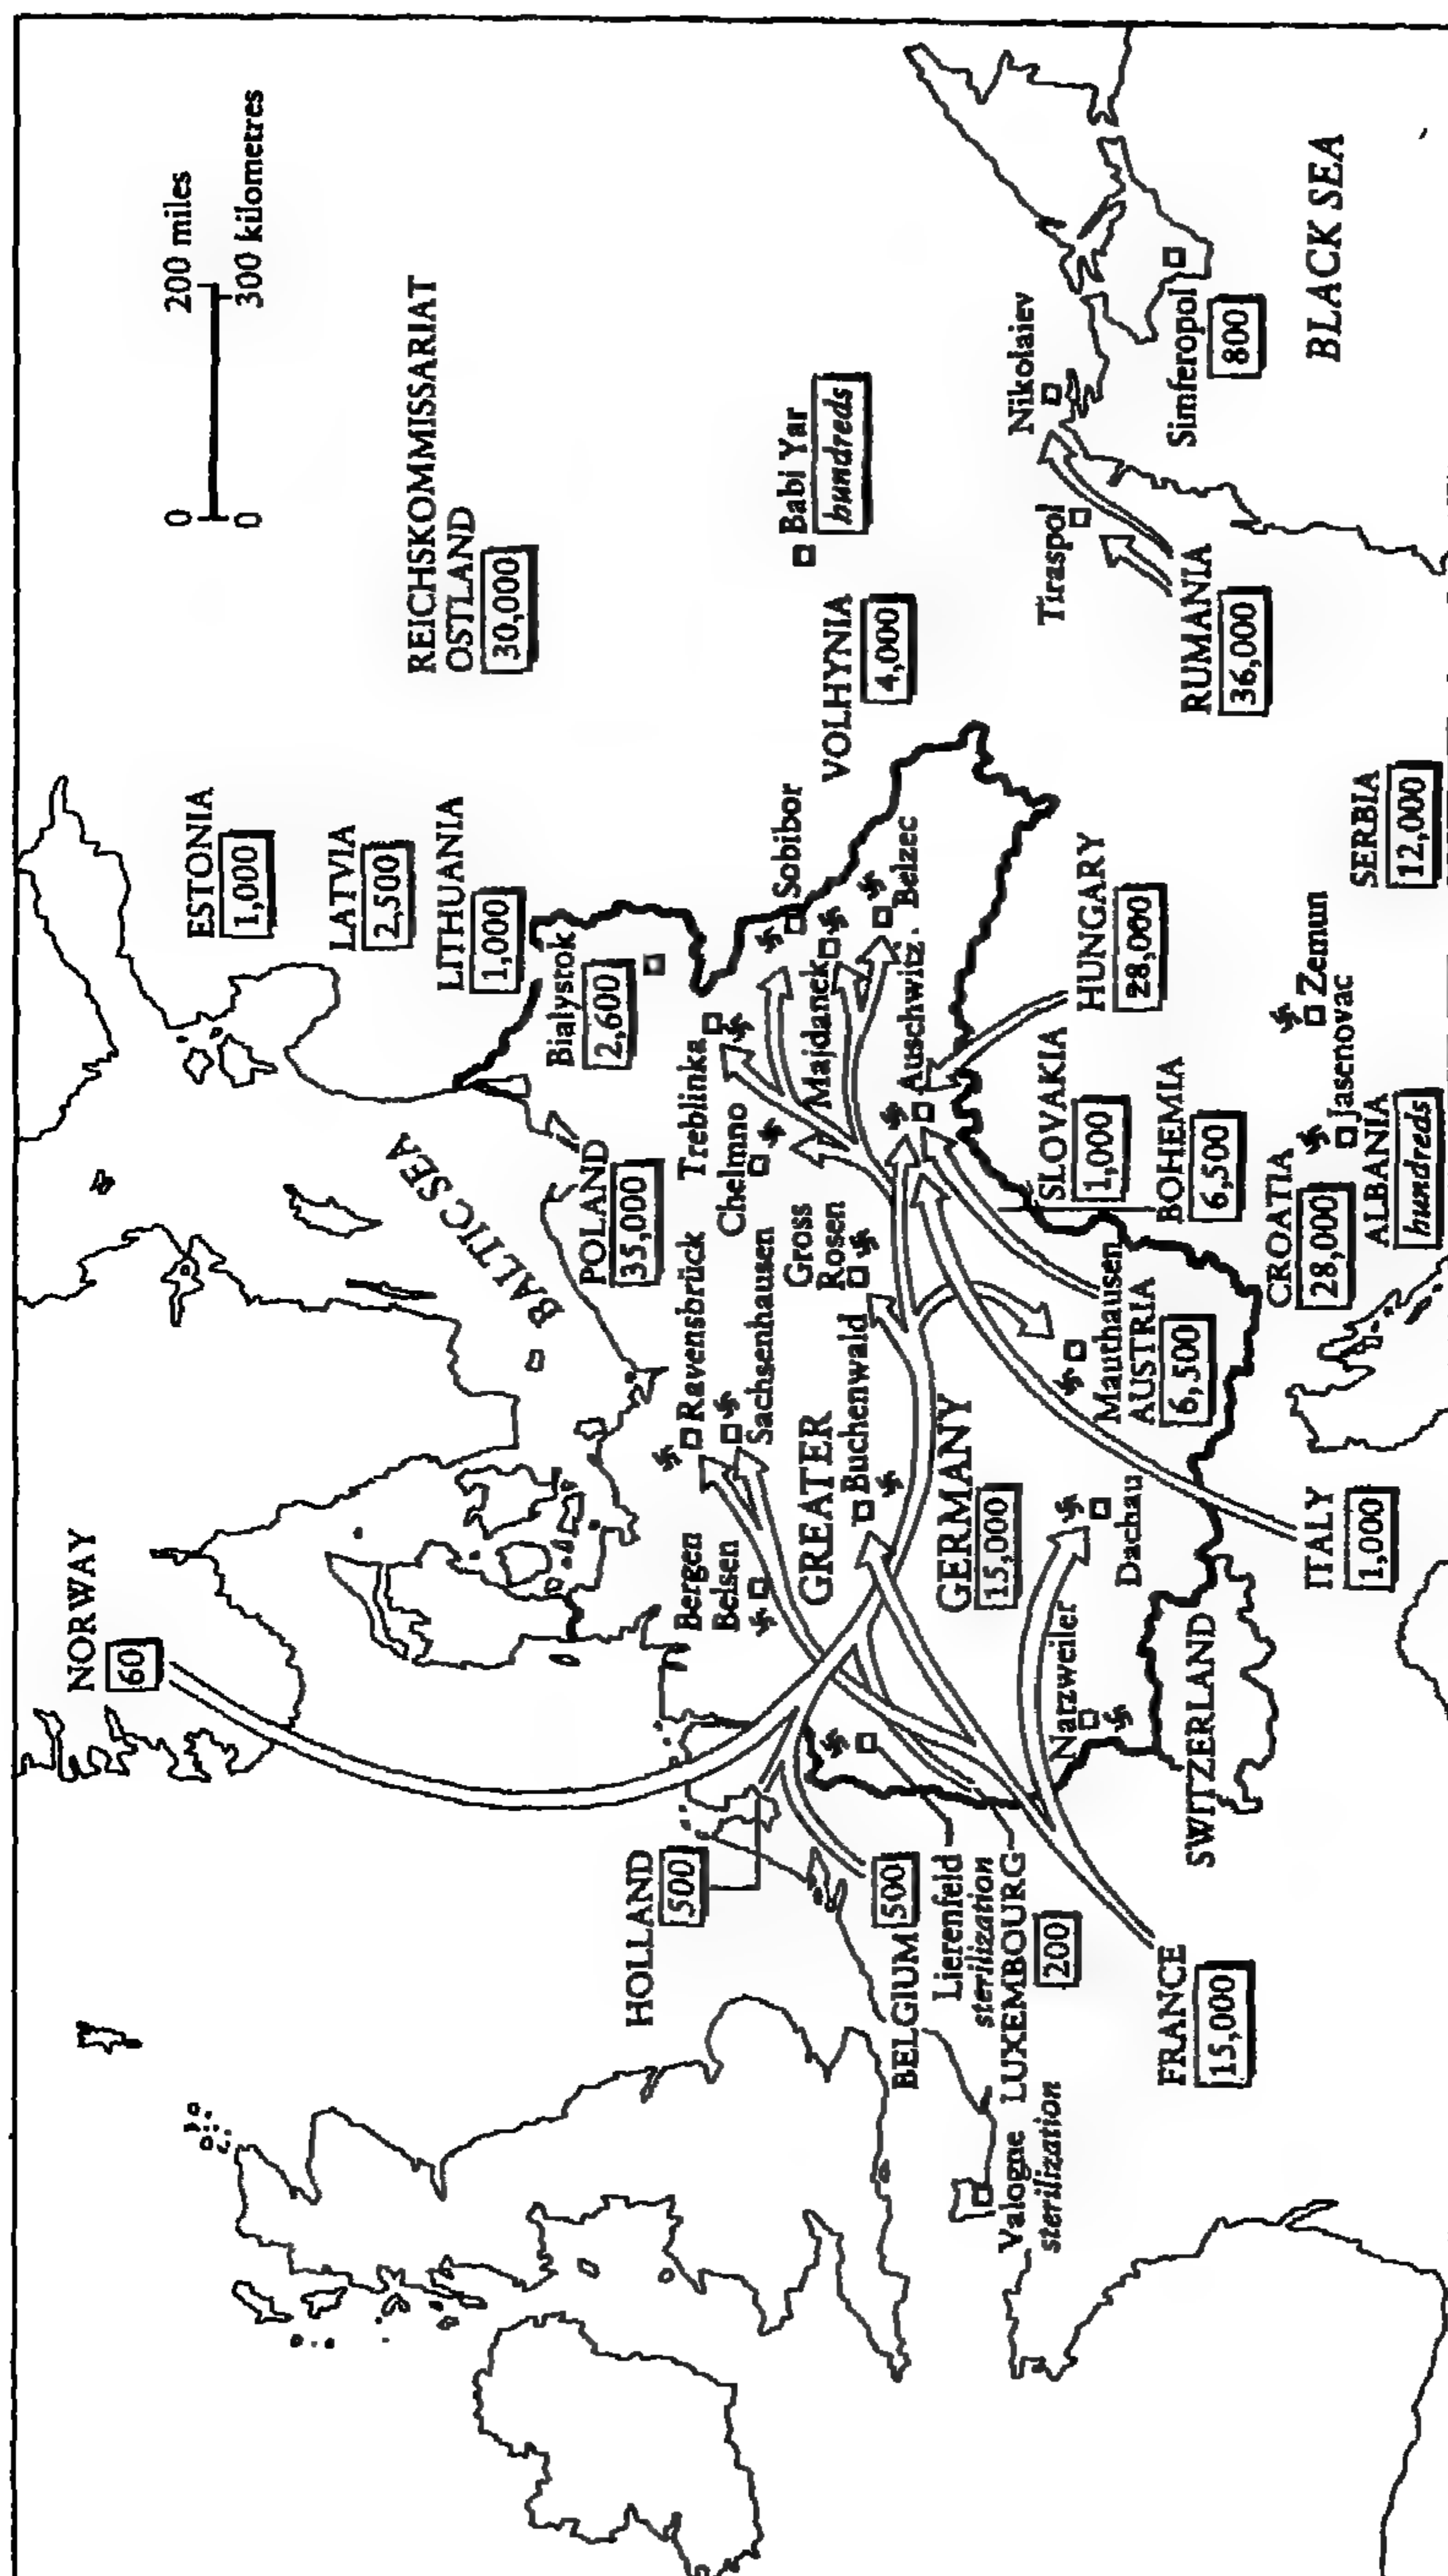 0 200 miles
0 300 kilometres
NORWAY
60
ESTONIA
1,000
LATVIA
2,500
LITHUANIA
1,000
REICHSKOMMISSARIAT
OSTLAND
30,000
BALTIC SEA
Bialystok
2,600
POLAND
35,000
HOLLAND
500
Bergen
Belsen
Ravensbrück
Sachsenhausen
Treblinka
Chelmno
Sobibor
Babi Yar
hundreds
VOLHYNIA
4,000
GREATER
GERMANY
15,000
Buchenwald
Gross
Rosen
Majdanek
Belzec
Auschwitz
BELGIUM
500
Lierenfeld
sterilization
LUXEMBOURG
200
Valogne
sterilization
Natzweiler
Dachau
Mauthausen
AUSTRIA
6,500
SLOVAKIA
1,000
BOHEMIA
6,500
HUNGARY
28,000
Tiraspol
Nikolaiev
RUMANIA
36,000
Simferopol
800
BLACK SEA
FRANCE
15,000
SWITZERLAND
ITALY
1,000
CROATIA
28,000
Jasenovac
Zemun
ALBANIA
hundreds
SERBIA
12,000